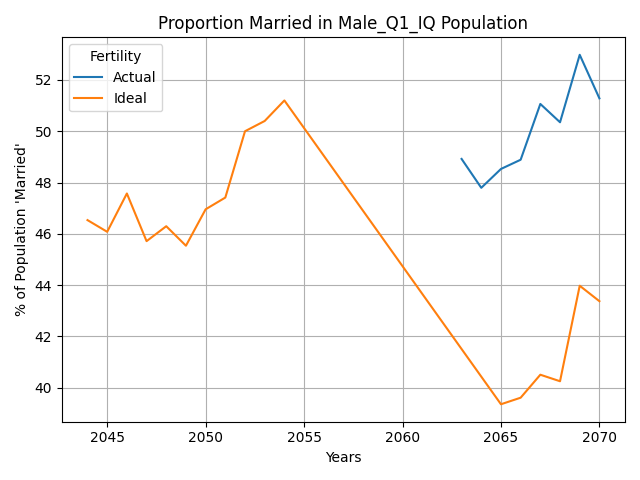 Proportion Married in Male_Q1_IQ Population
Fertility
Actual
Ideal
% of Population 'Married'
52
50
48
46
44
42
40
2045
2050
2055
2060
2065
2070
Years